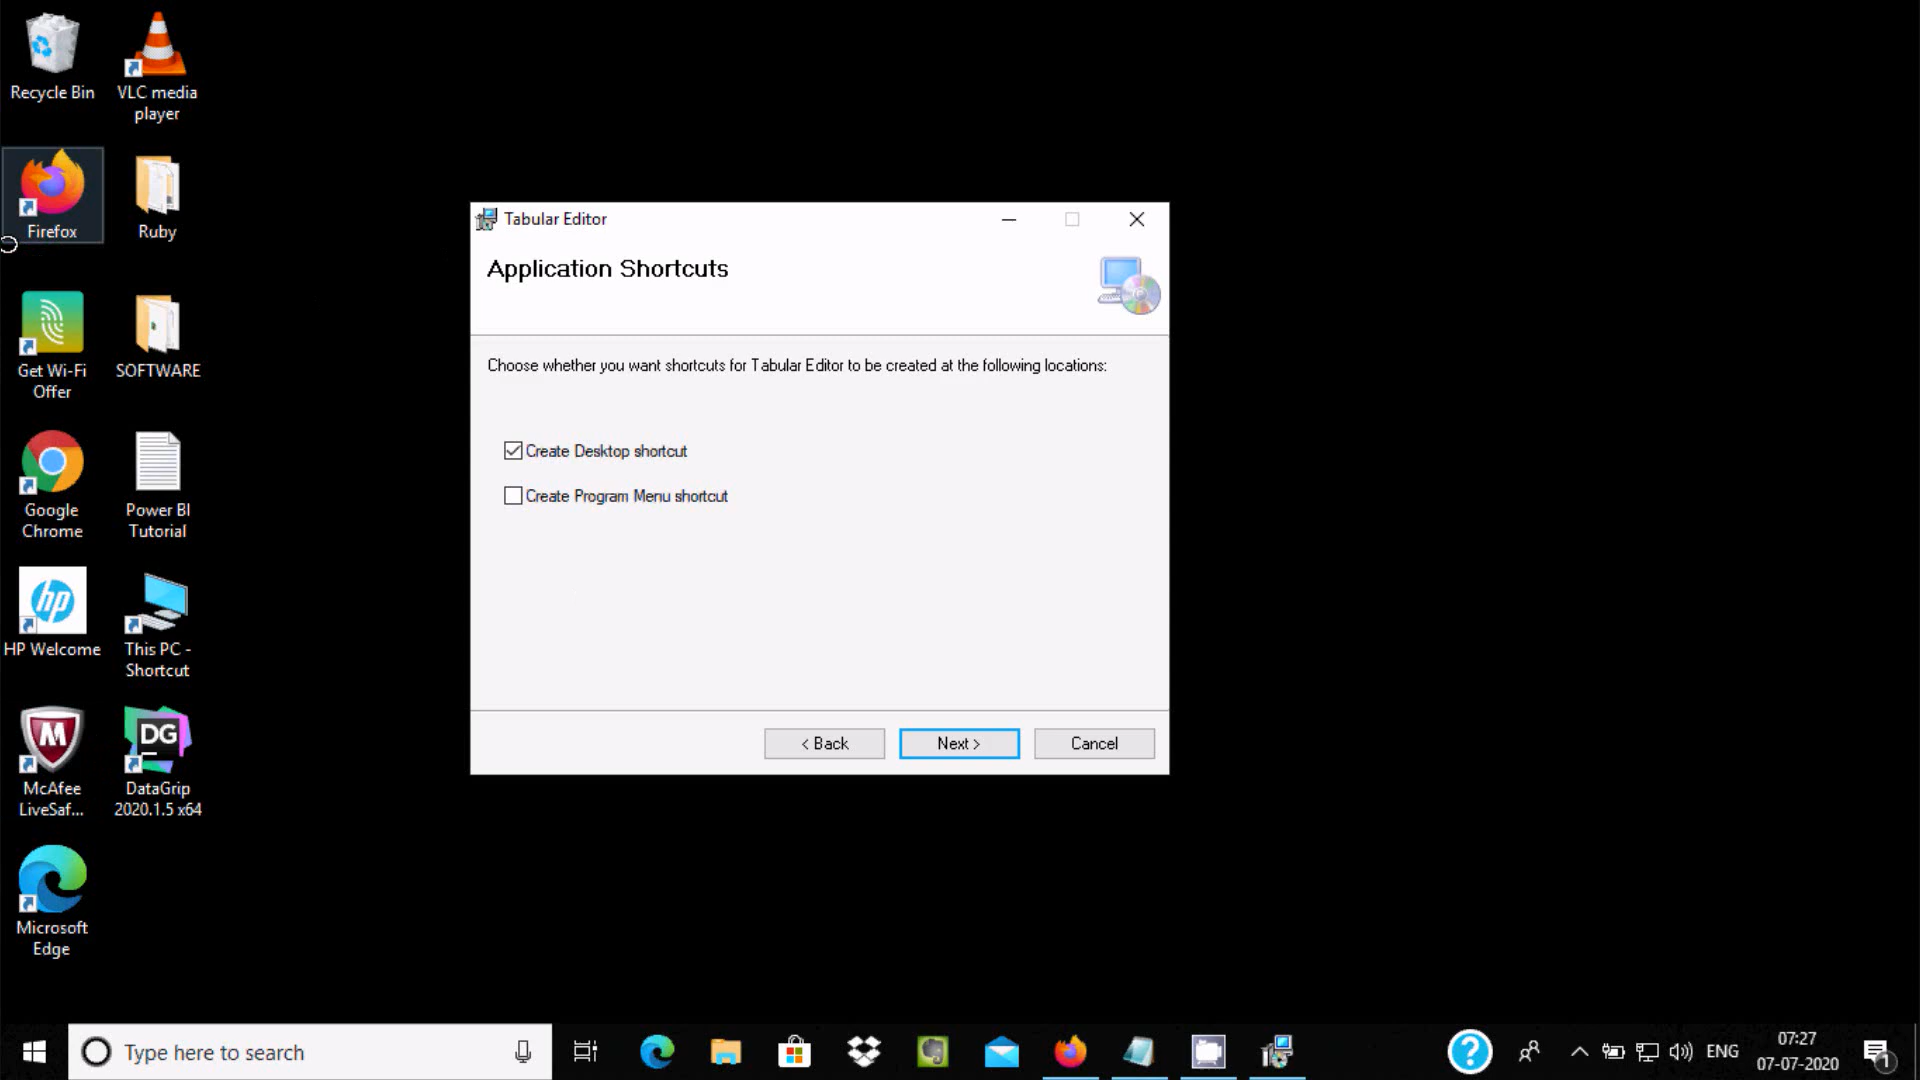 Recycle Bin
VLC media
player
Firefox
Ruby
Get Wi-Fi
Offer
SOFTWARE
Google
Chrome
Power BI
Tutorial
hp
HP Welcome
This PC -
Shortcut
M
McAfee
LiveSaf...
DG
DataGrip
2020.1.5 x64
Microsoft
Edge
Tabular Editor
Application Shortcuts
Choose whether you want shortcuts for Tabular Editor to be created at the following locations:
Create Desktop shortcut
Create Program Menu shortcut
< Back
Next >
Cancel
Type here to search
?
ENG
07:27
07-07-2020
1